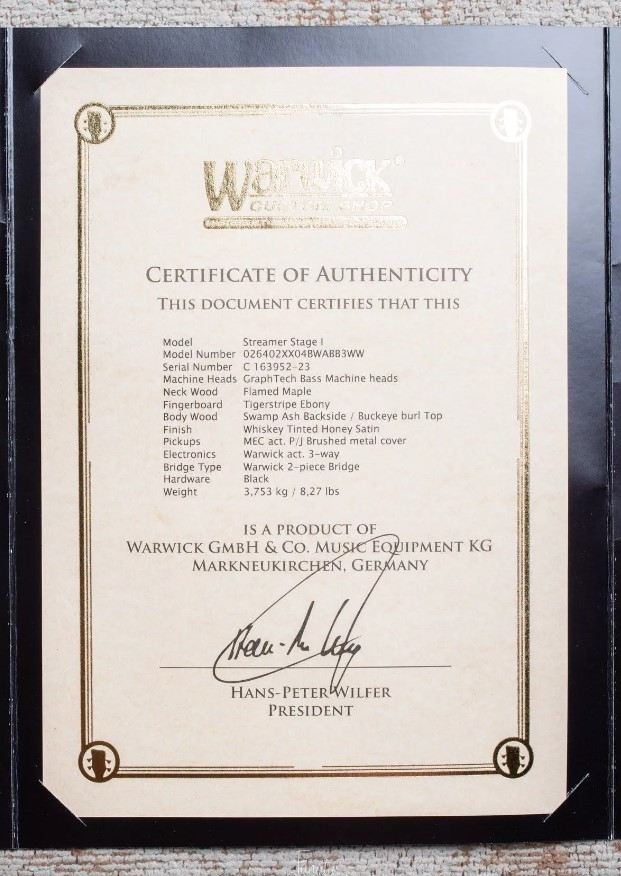 Warwick®
CUSTOM SHOP
CERTIFICATE OF AUTHENTICITY
THIS DOCUMENT CERTIFIES THAT THIS
Model Streamer Stage I
Model Number 026402XX04BWABB3WW
Serial Number C 163952-23
Machine Heads GraphTech Bass Machine heads
Neck Wood Flamed Maple
Fingerboard Tigerstripe Ebony
Body Wood Swamp Ash Backside / Buckeye burl Top
Finish Whiskey Tinted Honey Satin
Pickups MEC act. P/J Brushed metal cover
Electronics Warwick act. 3-way
Bridge Type Warwick 2-piece Bridge
Hardware Black
Weight 3,753 kg / 8,27 lbs
IS A PRODUCT OF
WARWICK GMBH & CO. MUSIC EQUIPMENT KG
MARKNEUKIRCHEN, GERMANY
HANS-PETER WILFER
PRESIDENT